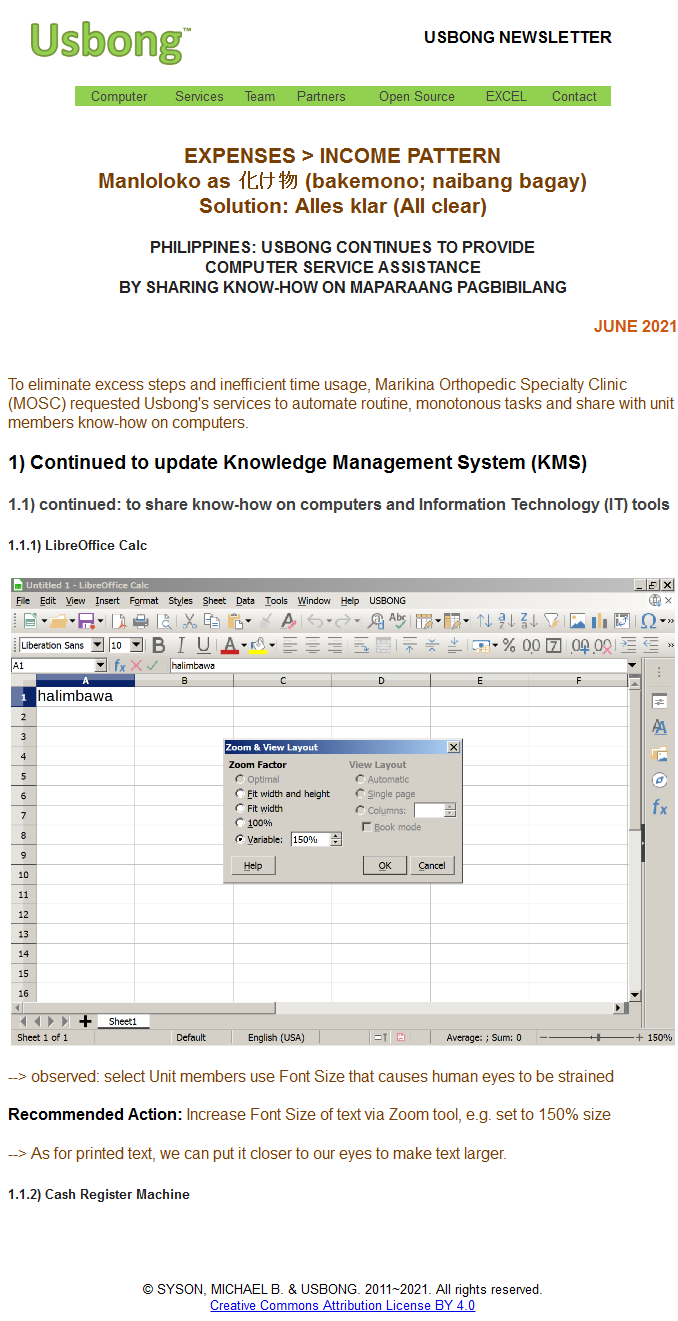 Usbong™
USBONG NEWSLETTER
Computer Services Team Partners Open Source EXCEL Contact
EXPENSES > INCOME PATTERN
Manloloko as 化け物 (bakemono; naibang bagay)
Solution: Alles klar (All clear)
PHILIPPINES: USBONG CONTINUES TO PROVIDE
COMPUTER SERVICE ASSISTANCE
BY SHARING KNOW-HOW ON MAPARAANG PAGBIBILANG
JUNE 2021
To eliminate excess steps and inefficient time usage, Marikina Orthopedic Specialty Clinic
(MOSC) requested Usbong's services to automate routine, monotonous tasks and share with unit
members know-how on computers.
1) Continued to update Knowledge Management System (KMS)
1.1) continued: to share know-how on computers and Information Technology (IT) tools
1.1.1) LibreOffice Calc
Untitled 1 - LibreOffice Calc
File Edit View Insert Format Styles Sheet Data Tools Window Help USBONG
Liberation Sans 10
A1 halimbawa
A B C D E F
1 halimbawa
2
3
4
5
6
7
8
9
10
11
12
13
14
15
16
Zoom & View Layout
Zoom Factor View Layout
Optimal Automatic
Fit width and height Single page
Fit width Columns:
100% Book mode
Variable: 150%
Help OK Cancel
Sheet1
Sheet 1 of 1 Default English (USA) Average: ; Sum: 0 150%
--> observed: select Unit members use Font Size that causes human eyes to be strained
Recommended Action: Increase Font Size of text via Zoom tool, e.g. set to 150% size
--> As for printed text, we can put it closer to our eyes to make text larger.
1.1.2) Cash Register Machine
© SYSON, MICHAEL B. & USBONG. 2011~2021. All rights reserved.
Creative Commons Attribution License BY 4.0